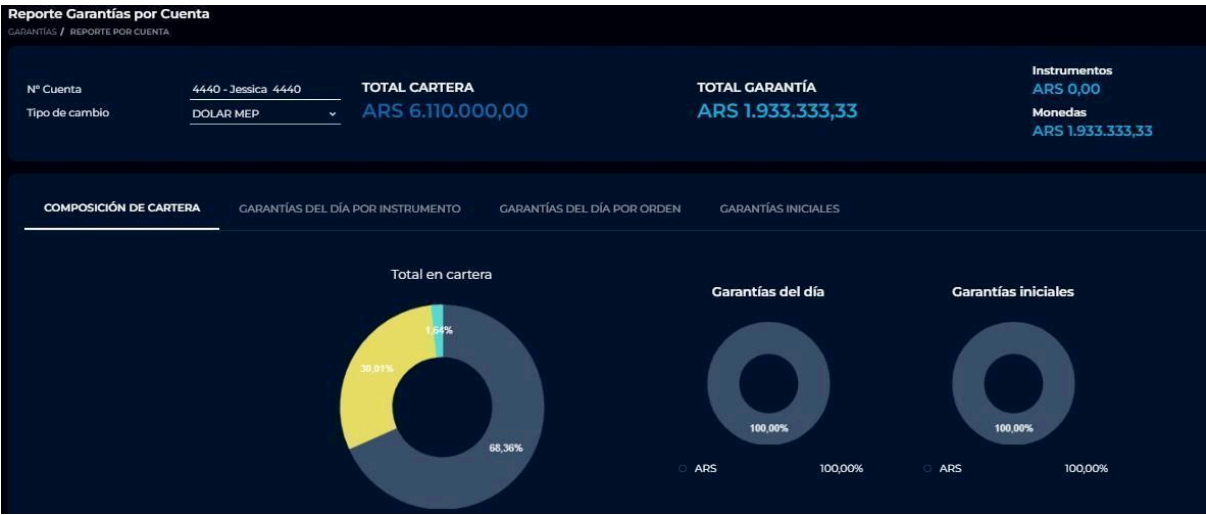 Reporte Garantías por Cuenta
GARANTÍAS / REPORTE POR CUENTA
Nº Cuenta 4440 - Jessica 4440
Tipo de cambio DOLAR MEP
TOTAL CARTERA
ARS 6.110.000,00
TOTAL GARANTÍA
ARS 1.933.333,33
Instrumentos
ARS 0,00
Monedas
ARS 1.933.333,33
COMPOSICIÓN DE CARTERA GARANTÍAS DEL DÍA POR INSTRUMENTO GARANTÍAS DEL DÍA POR ORDEN GARANTÍAS INICIALES
Total en cartera
1,64%
30,01%
68,36%
Garantías del día
100,00%
ARS 100,00%
Garantías iniciales
100,00%
ARS 100,00%